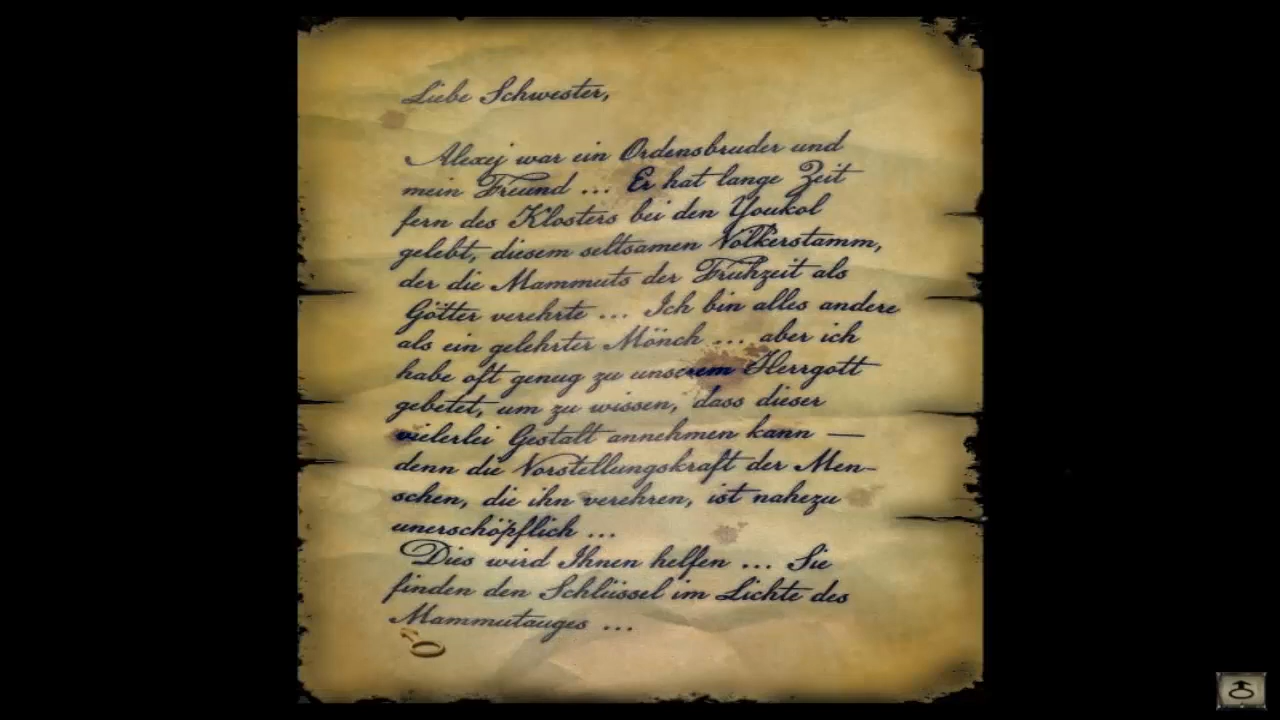 Liebe Schwester,
Alexej war ein Ordensbruder und
mein Freund ... Er hat lange Zeit
fern des Klosters bei den Youkol
gelebt, diesem seltsamen Völkerstamm,
der die Mammuts der Frühzeit als
Götter verehrte ... Ich bin alles andere
als ein gelehrter Mönch ... aber ich
habe oft genug zu unserem Herrgott
gebetet, um zu wissen, dass dieser
vielerlei Gestalt annehmen kann —
denn die Vorstellungskraft der Men-
schen, die ihn verehren, ist nahezu
unerschöpflich ...
Dies wird Ihnen helfen ... Sie
finden den Schlüssel im Lichte des
Mammutauges ...